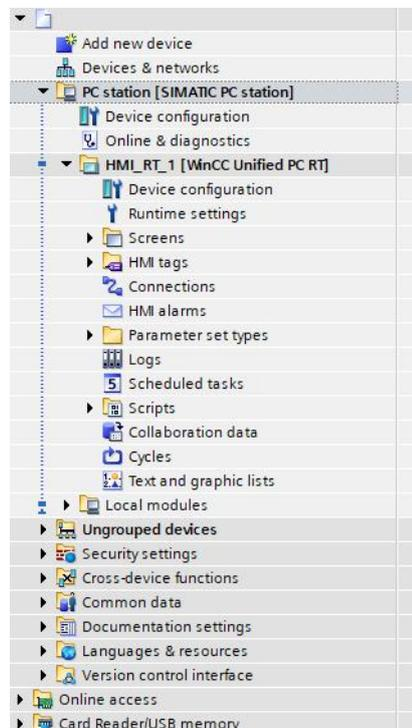 Add new device
Devices & networks
PC station [SIMATIC PC station]
Device configuration
Online & diagnostics
HMI_RT_1 [WinCC Unified PC RT]
Device configuration
Runtime settings
Screens
HMI tags
Connections
HMI alarms
Parameter set types
Logs
Scheduled tasks
Scripts
Collaboration data
Cycles
Text and graphic lists
Local modules
Ungrouped devices
Security settings
Cross-device functions
Common data
Documentation settings
Languages & resources
Version control interface
Online access
Card Reader/USB memory